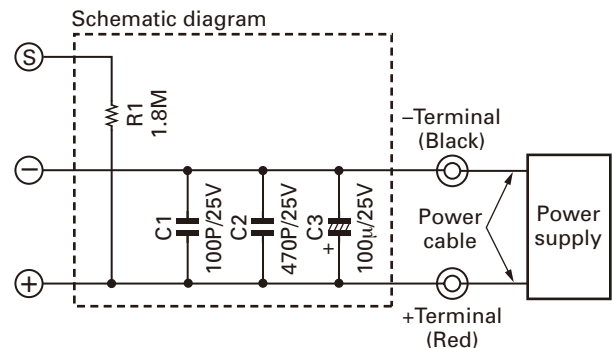 Schematic diagram
S
R1
1.8M
–Terminal
(Black)
–
C1
100P/25V
C2
470P/25V
C3
100μ/25V
+
Power
cable
Power
supply
+
+Terminal
(Red)